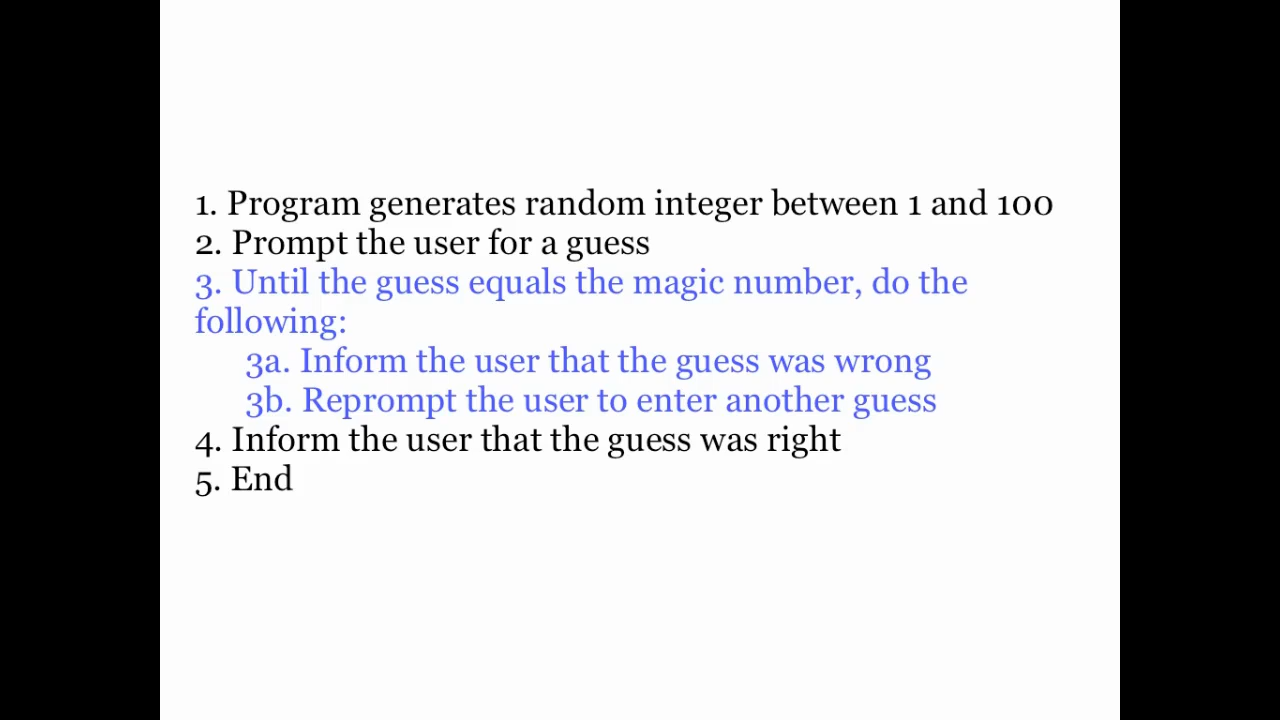 1. Program generates random integer between 1 and 100
2. Prompt the user for a guess
3. Until the guess equals the magic number, do the
following:
3a. Inform the user that the guess was wrong
3b. Reprompt the user to enter another guess
4. Inform the user that the guess was right
5. End